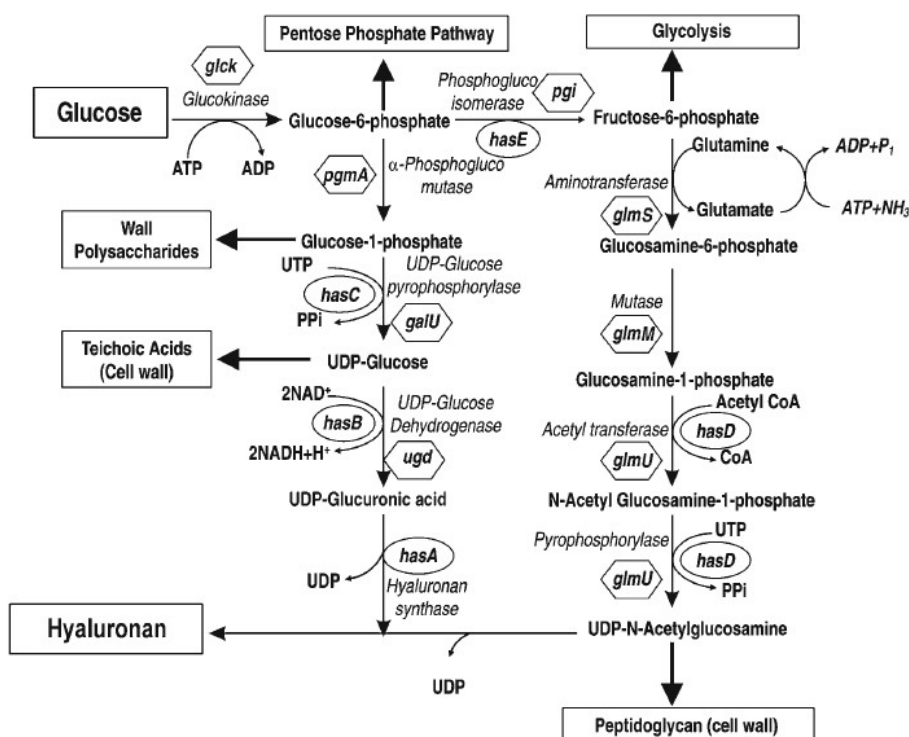 Pentose Phosphate Pathway
Glycolysis
glck
Glucokinase
Phosphogluco
isomerase
pgi
Glucose
Glucose-6-phosphate
Fructose-6-phosphate
hasE
ATP
ADP
pgmA
α-Phosphogluco
mutase
Glutamine
ADP+P1
Aminotransferase
glmS
Glutamate
ATP+NH3
Wall
Polysaccharides
Glucose-1-phosphate
Glucosamine-6-phosphate
UTP
UDP-Glucose
pyrophosphorylase
hasC
PPi
galU
Mutase
glmM
Teichoic Acids
(Cell wall)
UDP-Glucose
Glucosamine-1-phosphate
2NAD+
UDP-Glucose
Dehydrogenase
hasB
2NADH+H+
ugd
Acetyl CoA
Acetyl transferase
hasD
glmU
CoA
UDP-Glucuronic acid
N-Acetyl Glucosamine-1-phosphate
hasA
UDP
Hyaluronan
synthase
UTP
Pyrophosphorylase
hasD
glmU
PPi
Hyaluronan
UDP-N-Acetylglucosamine
UDP
Peptidoglycan (cell wall)